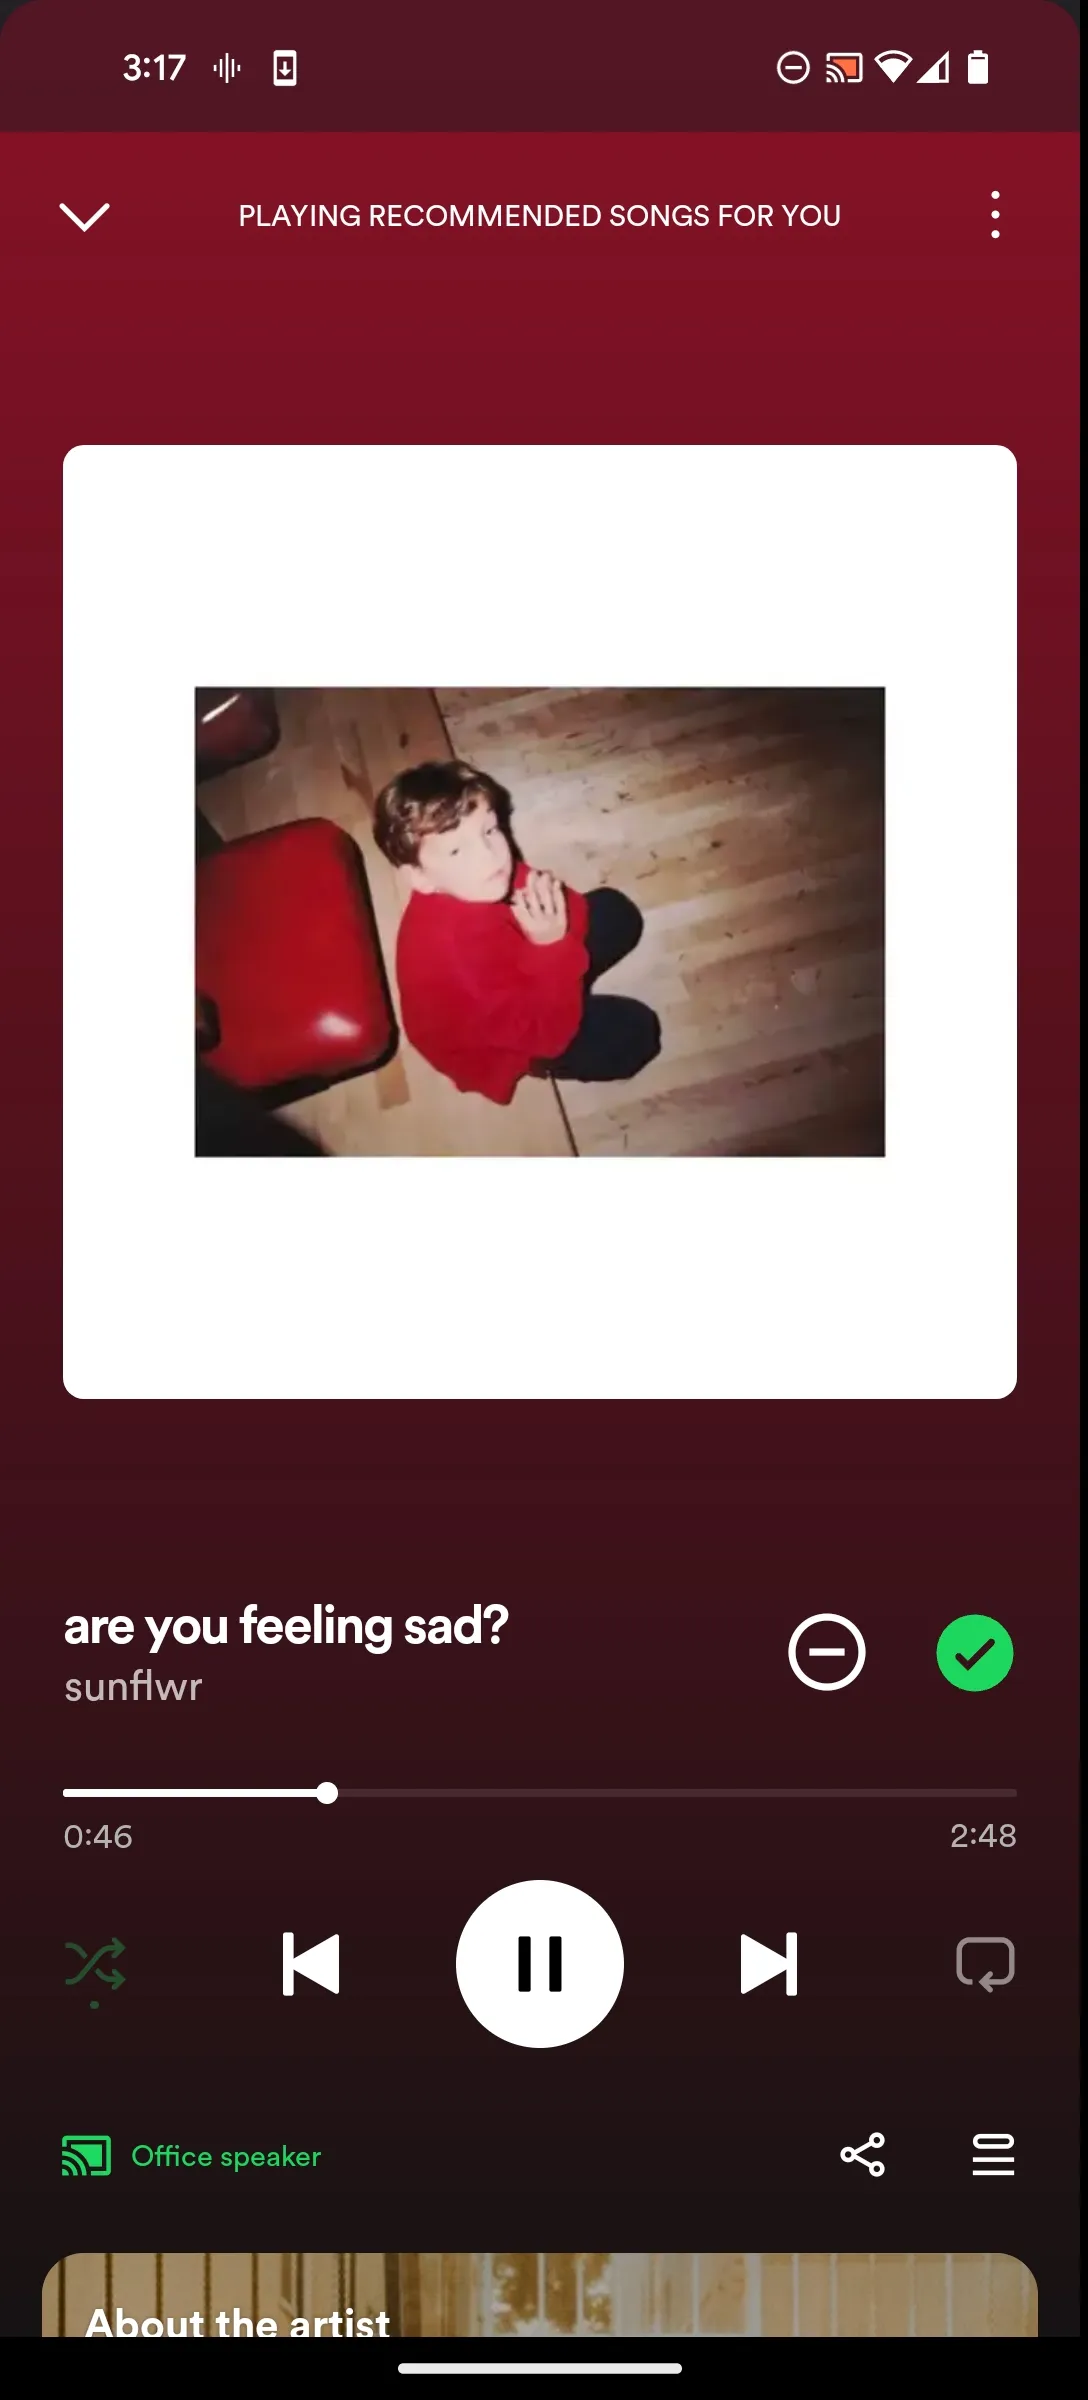 3:17
PLAYING RECOMMENDED SONGS FOR YOU
are you feeling sad?
sunflwr
0:46
2:48
Office speaker
About the artist